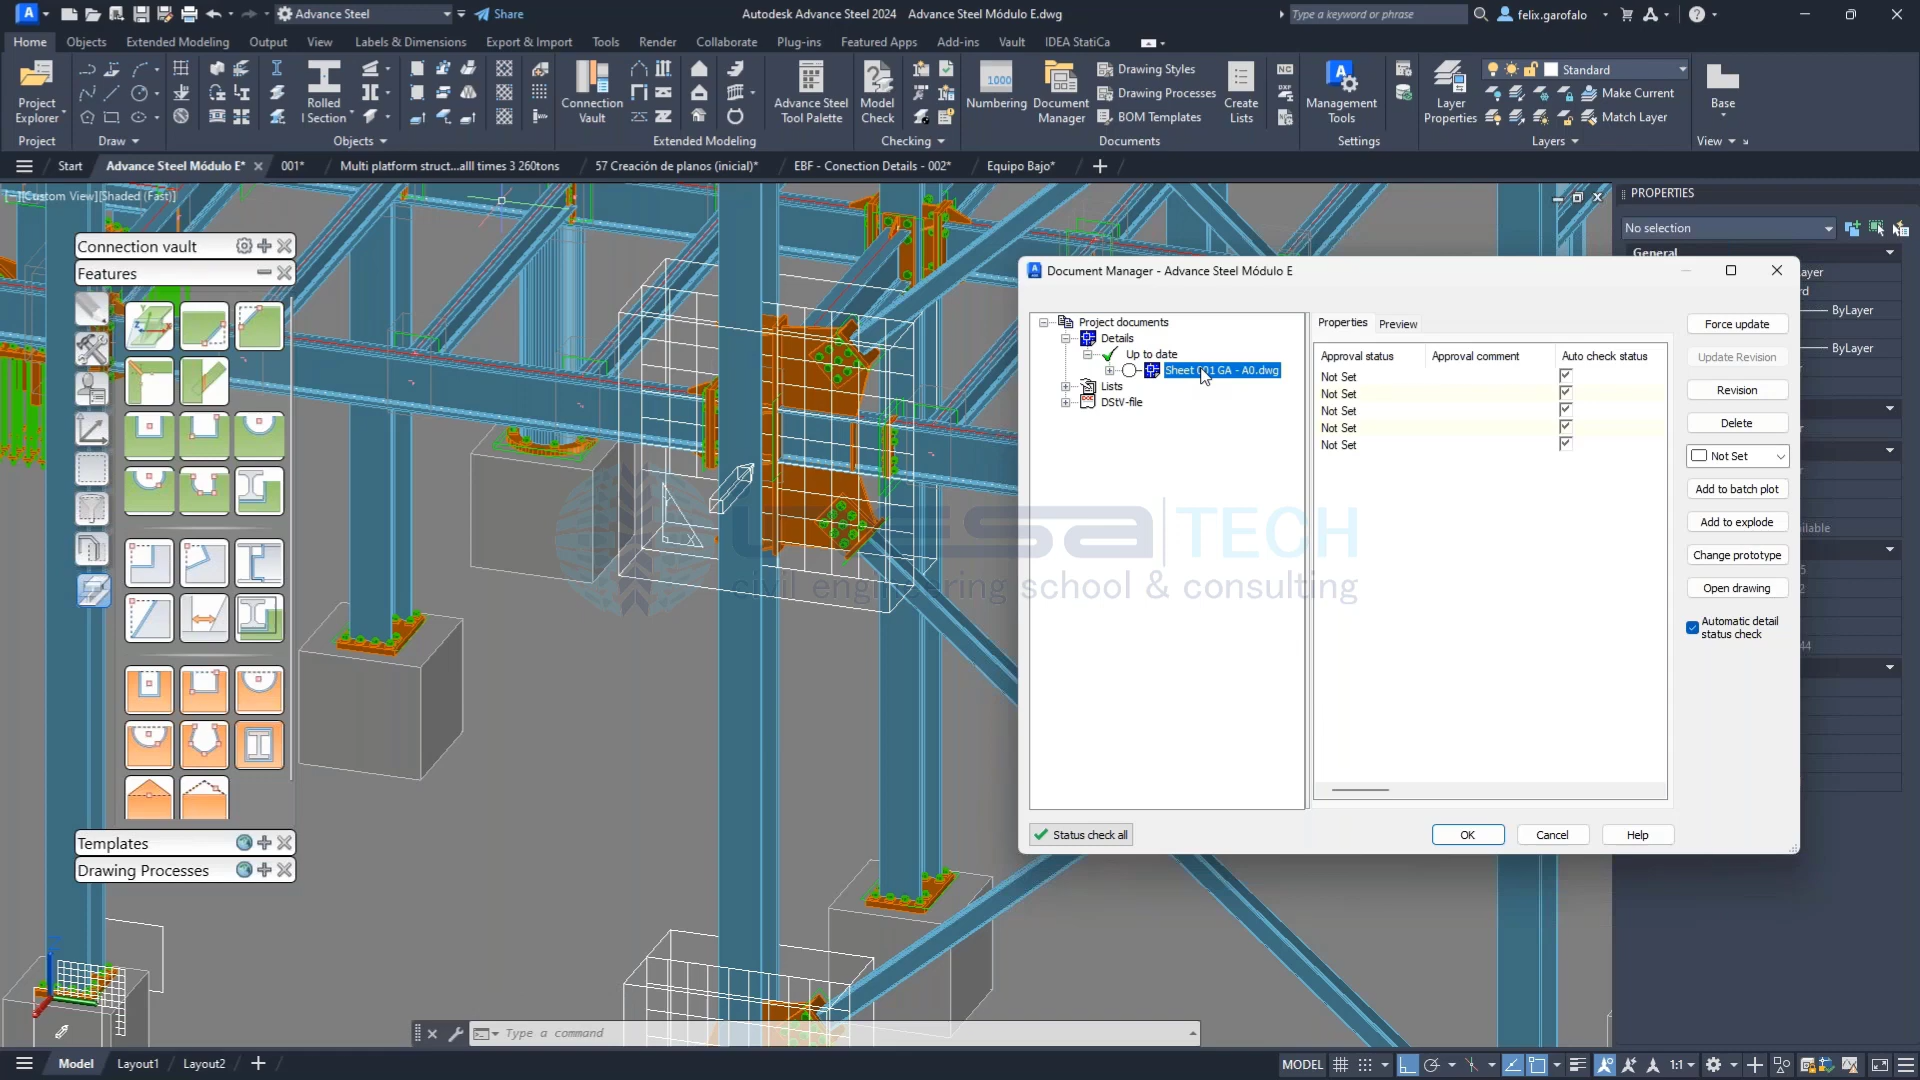 Advance Steel
Share
Autodesk Advance Steel 2024 Advance Steel Módulo E.dwg
Type a keyword or phrase
felix.garofalo
Home Objects Extended Modeling Output View Labels & Dimensions Export & Import Tools Render Collaborate Plug-ins Featured Apps Add-ins Vault IDEA StatiCa
Project Explorer
Rolled I Section
Connection Vault
Advance Steel Tool Palette
Model Check
1000
Numbering
Document Manager
Drawing Styles
Drawing Processes
BOM Templates
Create Lists
NC
DXF
Management Tools
Layer Properties
Standard
Make Current
Match Layer
Base
Project Draw Objects Extended Modeling Checking Documents Settings Layers View
Start Advance Steel Módulo E* 001* Multi platform struct...alll times 3 260tons 57 Creación de planos (inicial)* EBF - Conection Details - 002* Equipo Bajo*
[−][Custom View][Shaded (Fast)]
PROPERTIES
No selection
General
ayer
rd
ByLayer
ByLayer
ailable
44
Connection vault
Features
Templates
Drawing Processes
Document Manager - Advance Steel Módulo E
Project documents
Details
Up to date
Sheet 001 GA - A0.dwg
Lists
DStV-file
Properties Preview
Approval status Approval comment Auto check status
Not Set
Not Set
Not Set
Not Set
Not Set
Force update
Update Revision
Revision
Delete
Not Set
Add to batch plot
Add to explode
Change prototype
Open drawing
Automatic detail status check
Status check all
OK Cancel Help
TECH
civil engineering school & consulting
Type a command
Model Layout1 Layout2
MODEL
1:1